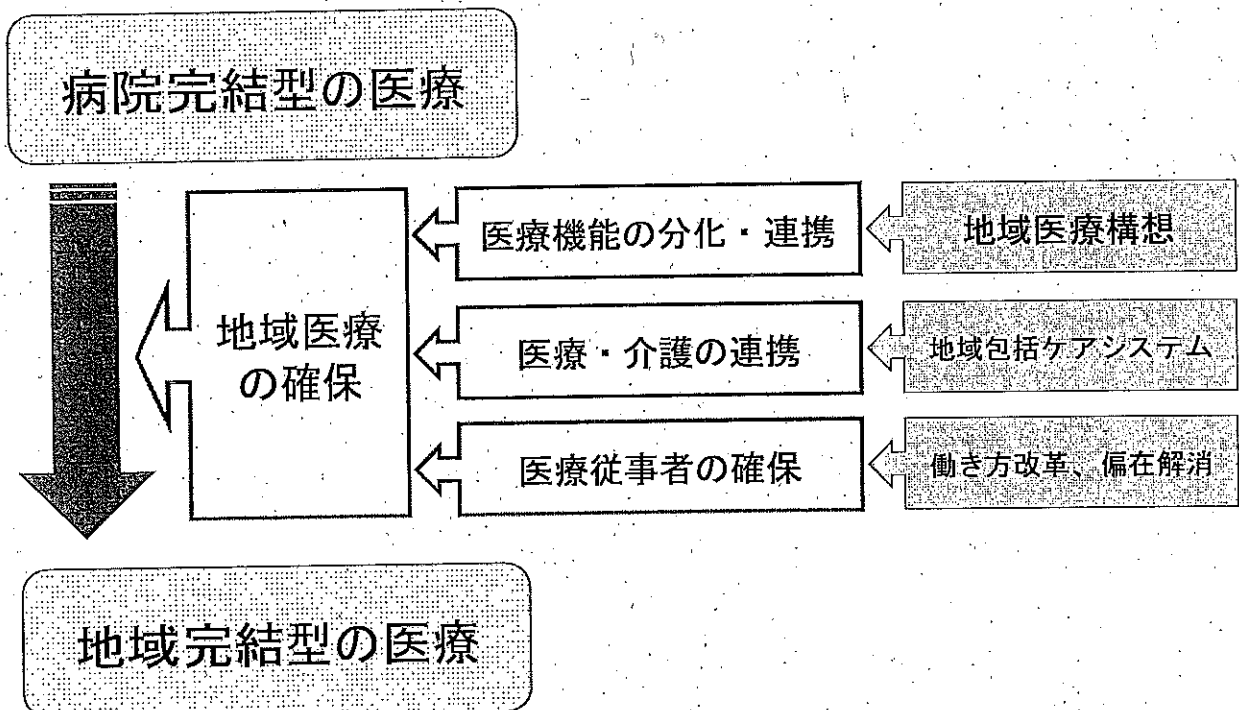 病院完結型の医療
医療機能の分化・連携
地域医療構想
地域医療
の確保
医療・介護の連携
地域包括ケアシステム
医療従事者の確保
働き方改革、偏在解消
地域完結型の医療